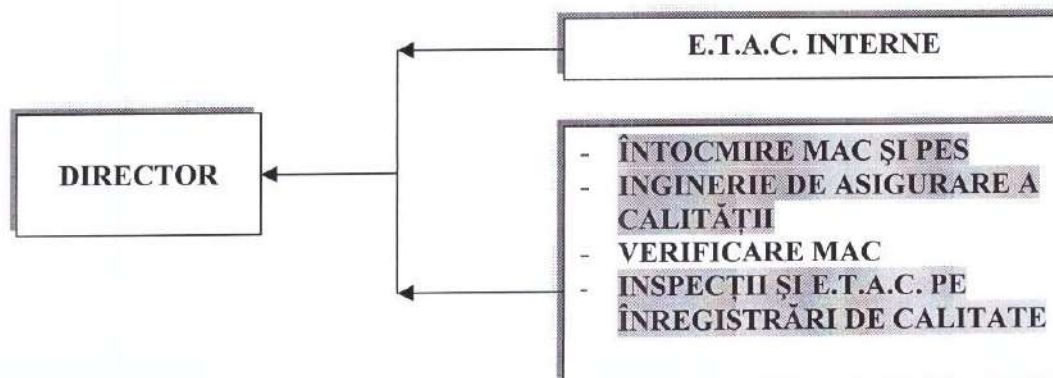 E.T.A.C. INTERNE
DIRECTOR
- ÎNTOCMIRE MAC ŞI PES
- INGINERIE DE ASIGURARE A
CALITĂŢII
- VERIFICARE MAC
- INSPECŢII ŞI E.T.A.C. PE
ÎNREGISTRĂRI DE CALITATE